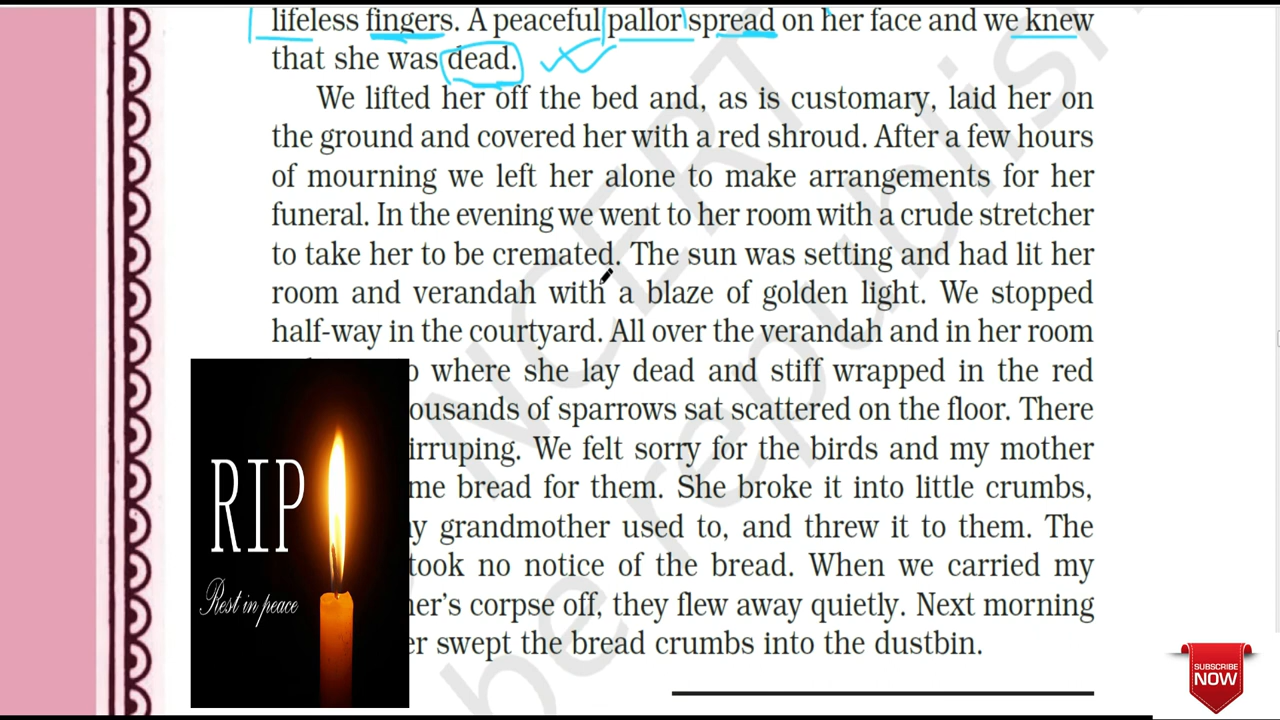 lifeless fingers. A peaceful pallor spread on her face and we knew
that she was dead.
We lifted her off the bed and, as is customary, laid her on
the ground and covered her with a red shroud. After a few hours
of mourning we left her alone to make arrangements for her
funeral. In the evening we went to her room with a crude stretcher
to take her to be cremated. The sun was setting and had lit her
room and verandah with a blaze of golden light. We stopped
half-way in the courtyard. All over the verandah and in her room
where she lay dead and stiff wrapped in the red
ousands of sparrows sat scattered on the floor. There
irruping. We felt sorry for the birds and my mother
me bread for them. She broke it into little crumbs,
y grandmother used to, and threw it to them. The
took no notice of the bread. When we carried my
her's corpse off, they flew away quietly. Next morning
er swept the bread crumbs into the dustbin.
RIP
Rest in peace
NCERT
be republish
SUBSCRIBE
NOW